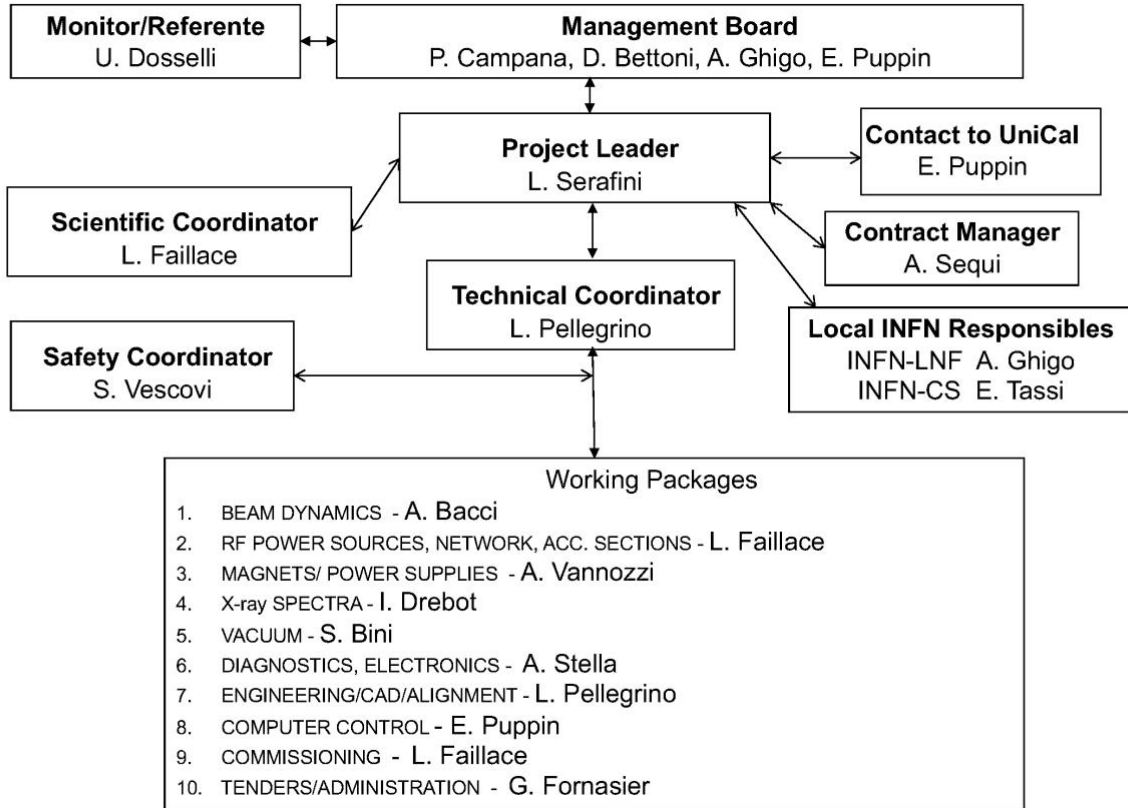 Monitor/Referente
U. Dosselli
Management Board
P. Campana, D. Bettoni, A. Ghigo, E. Puppin
Project Leader
L. Serafini
Contact to UniCal
E. Puppin
Scientific Coordinator
L. Faillace
Contract Manager
A. Sequi
Technical Coordinator
L. Pellegrino
Local INFN Responsibles
INFN-LNF A. Ghigo
INFN-CS E. Tassi
Safety Coordinator
S. Vescovi
Working Packages
1. BEAM DYNAMICS - A. Bacci
2. RF POWER SOURCES, NETWORK, ACC. SECTIONS - L. Faillace
3. MAGNETS/ POWER SUPPLIES - A. Vannozzi
4. X-ray SPECTRA - I. Drebot
5. VACUUM - S. Bini
6. DIAGNOSTICS, ELECTRONICS - A. Stella
7. ENGINEERING/CAD/ALIGNMENT - L. Pellegrino
8. COMPUTER CONTROL - E. Puppin
9. COMMISSIONING - L. Faillace
10. TENDERS/ADMINISTRATION - G. Fornasier